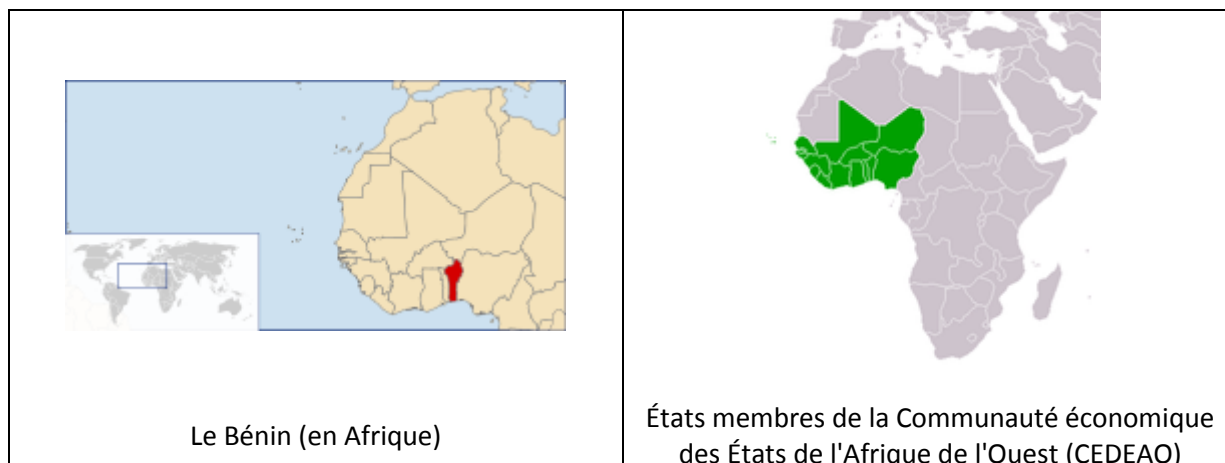 Le Bénin (en Afrique)
États membres de la Communauté économique
des États de l'Afrique de l'Ouest (CEDEAO)